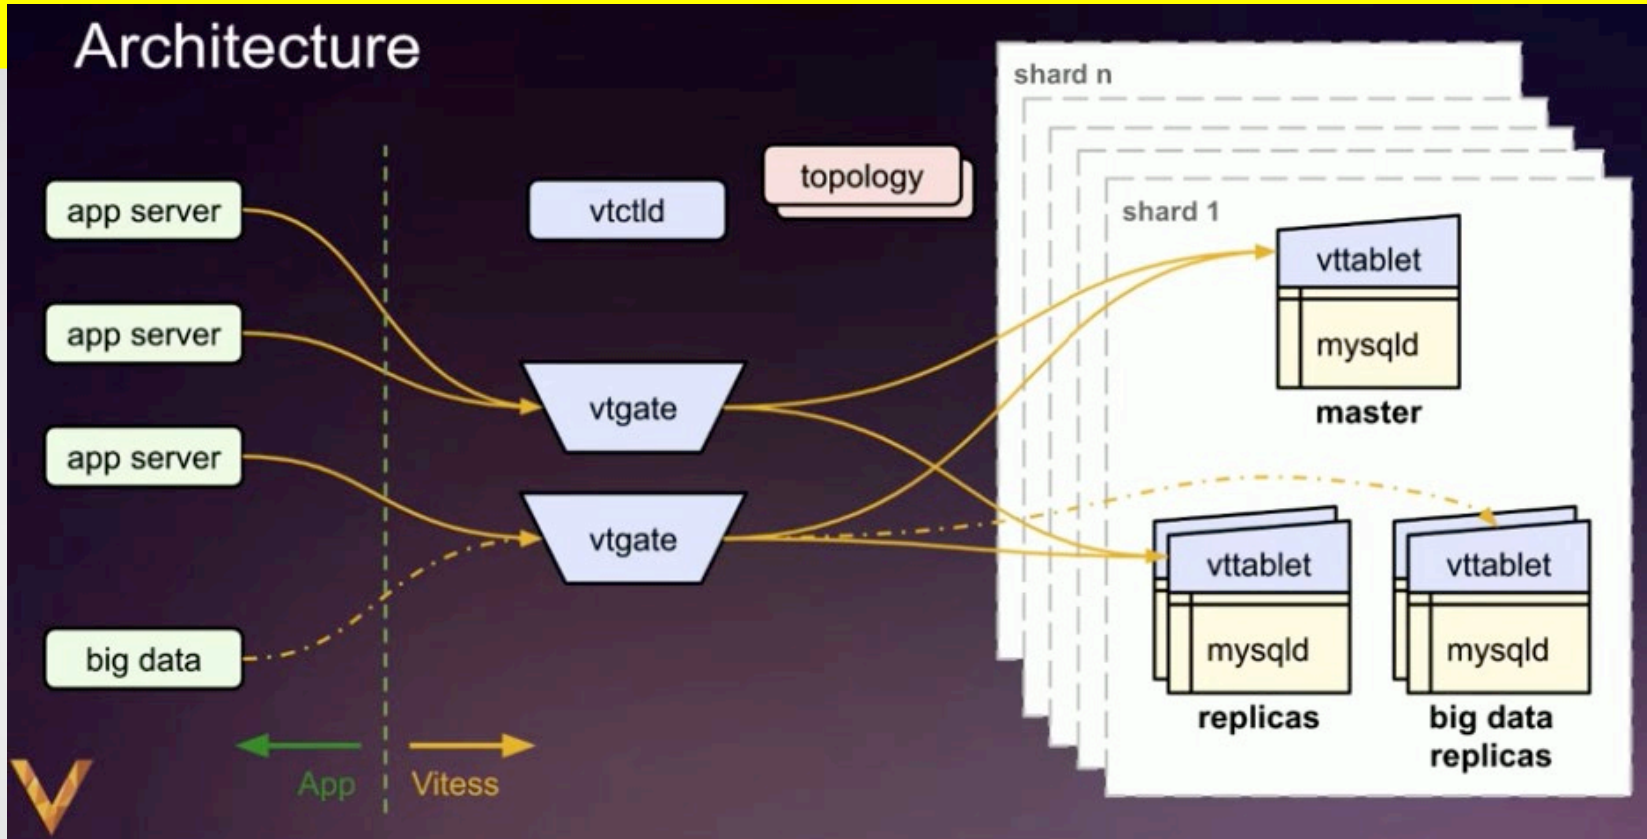 Architecture
app server
app server
app server
big data
App
Vitess
vtctld
topology
vtgate
vtgate
shard n
shard 1
vttablet
mysqld
master
vttablet
mysqld
replicas
vttablet
mysqld
big data
replicas